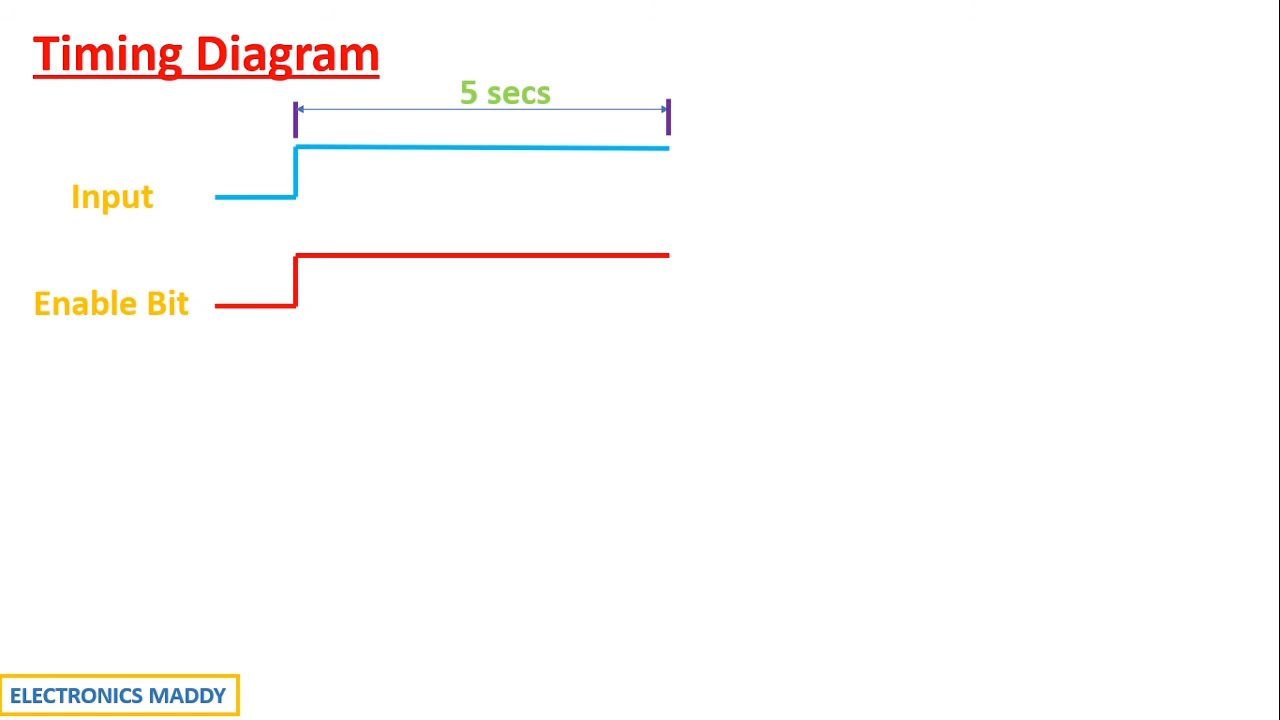 Timing Diagram
5 secs
Input
Enable Bit
ELECTRONICS MADDY